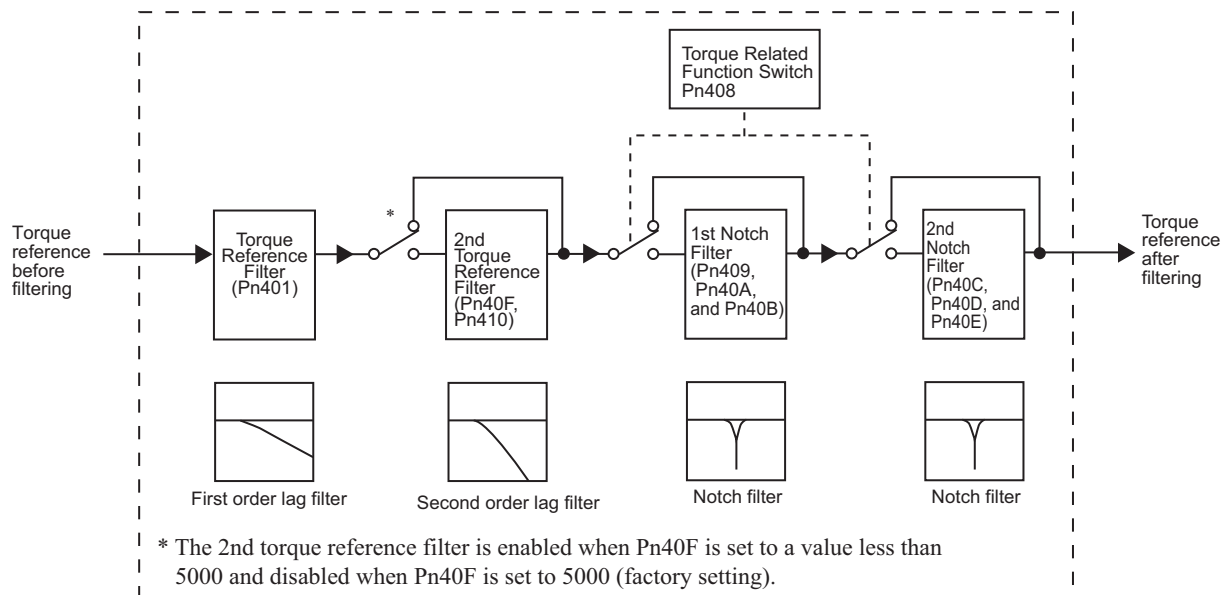 Torque Related
Function Switch
Pn408
Torque
reference
before
filtering
Torque
Reference
Filter
(Pn401)
*
2nd
Torque
Reference
Filter
(Pn40F,
Pn410)
1st Notch
Filter
(Pn409,
Pn40A,
and Pn40B)
2nd
Notch
Filter
(Pn40C,
Pn40D, and
Pn40E)
Torque
reference
after
filtering
First order lag filter
Second order lag filter
Notch filter
Notch filter
* The 2nd torque reference filter is enabled when Pn40F is set to a value less than
5000 and disabled when Pn40F is set to 5000 (factory setting).